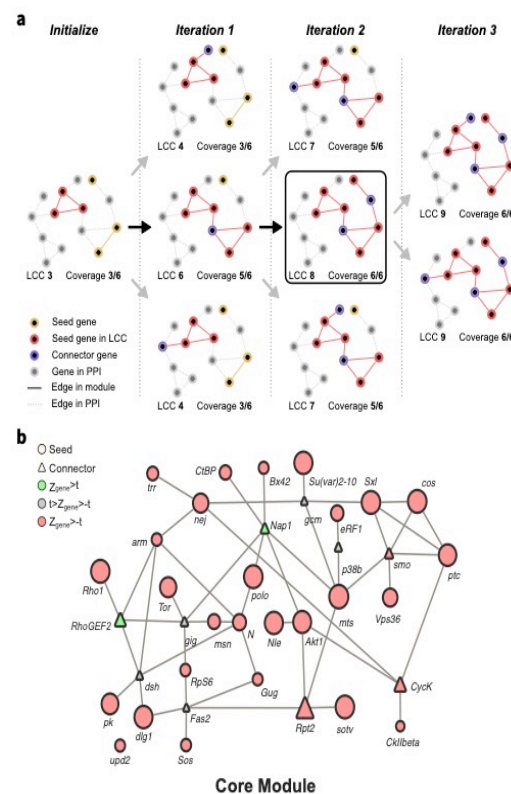 a
Initialize
Iteration 1
Iteration 2
Iteration 3
LCC 4 Coverage 3/6
LCC 7 Coverage 5/6
LCC 9 Coverage 6/6
LCC 3 Coverage 3/6
LCC 6 Coverage 5/6
LCC 8 Coverage 6/6
LCC 9 Coverage 6/6
LCC 4 Coverage 3/6
LCC 7 Coverage 5/6
Seed gene
Seed gene in LCC
Connector gene
Gene in PPI
Edge in module
Edge in PPI
b
Seed
Connector
Zgene>t
t>Zgene>-t
Zgene>-t
trr
CtBP
Bx42
Su(var)2-10
Sxl
cos
nej
gcm
eRF1
Nap1
arm
p38b
smo
ptc
Rho1
Tor
polo
mts
Vps36
RhoGEF2
gig
msn
N
Nle
Akt1
dsh
RpS6
Gug
CycK
pk
dlg1
Fas2
Rpt2
sotv
CkIIbeta
upd2
Sos
Core Module